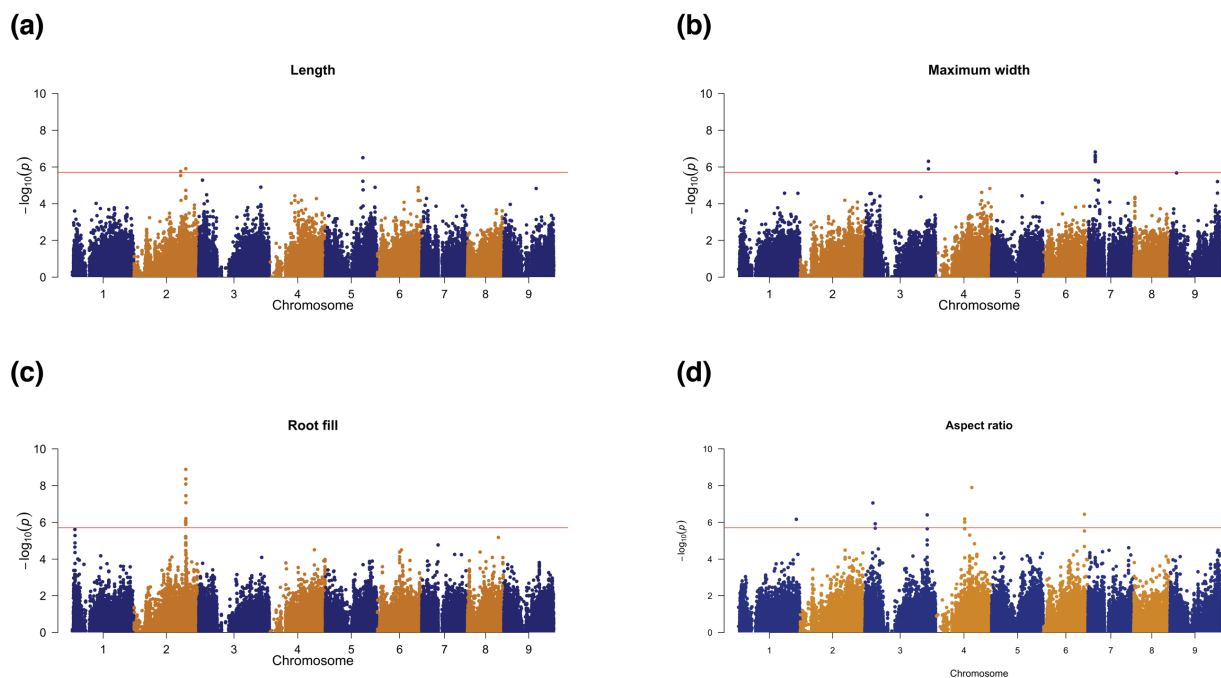 (a)
Length
10
8
6
4
2
0
−log10(p)
1 2 3 4 5 6 7 8 9
Chromosome
(b)
Maximum width
10
8
6
4
2
0
−log10(p)
1 2 3 4 5 6 7 8 9
Chromosome
(c)
Root fill
10
8
6
4
2
0
−log10(p)
1 2 3 4 5 6 7 8 9
Chromosome
(d)
Aspect ratio
10
8
6
4
2
0
−log10(p)
1 2 3 4 5 6 7 8 9
Chromosome